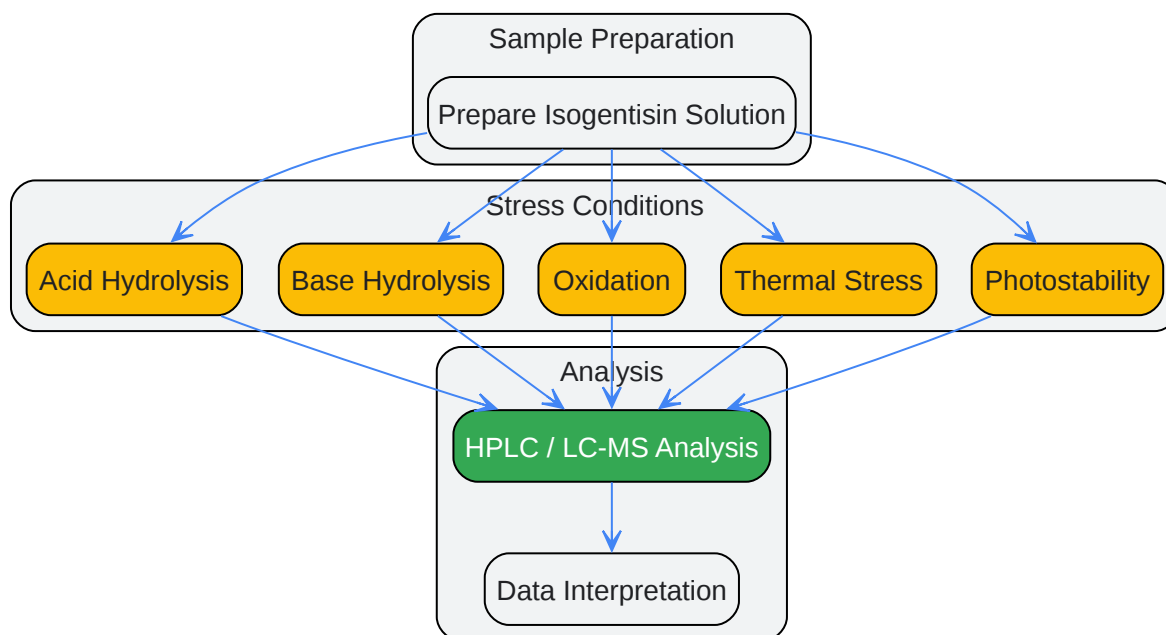 Sample Preparation
Prepare Isogentisin Solution
Stress Conditions
Acid Hydrolysis
Base Hydrolysis
Oxidation
Thermal Stress
Photostability
Analysis
HPLC / LC-MS Analysis
Data Interpretation